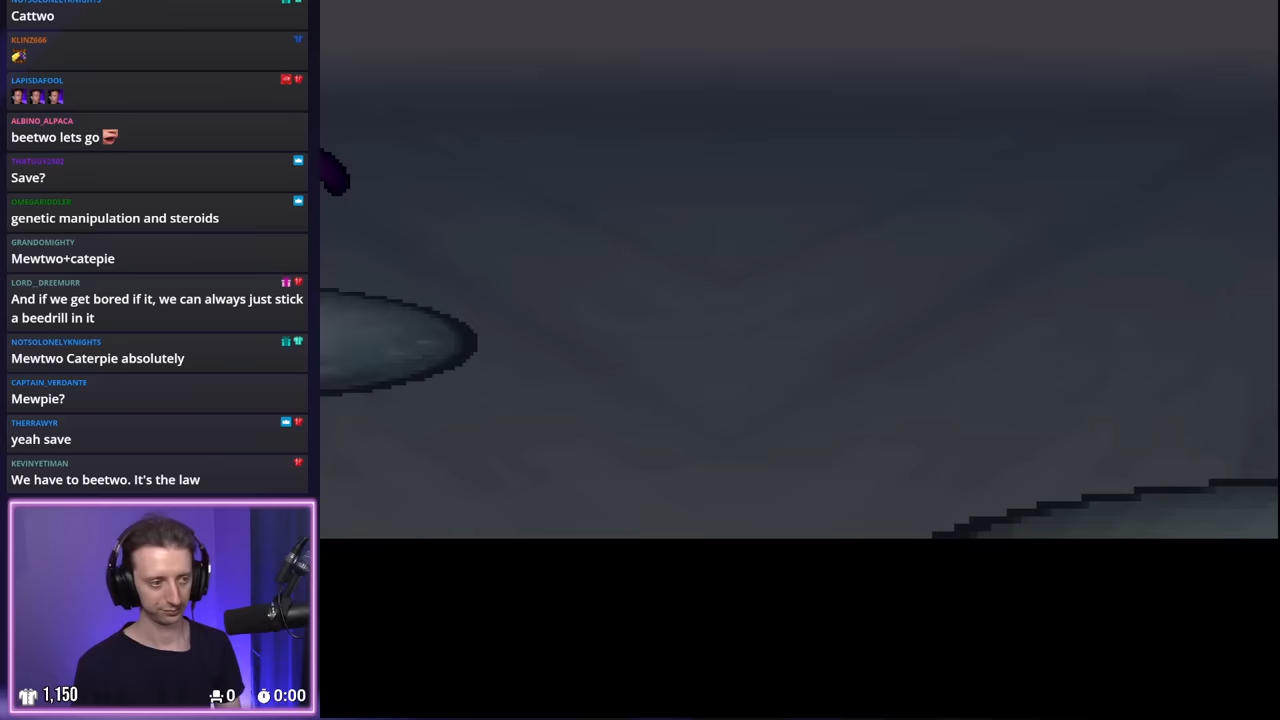 NOTSOLONELYKNIGHTS
Cattwo
KLINZ666
LAPISDAFOOL
ALBINO_ALPACA
beetwo lets go
Save?
OMEGARIDDLER
genetic manipulation and steroids
GRANDOMIGHTY
Mewtwo+catepie
LORD_DREEMURR
And if we get bored if it, we can always just stick
a beedrill in it
NOTSOLONELYKNIGHTS
Mewtwo Caterpie absolutely
CAPTAIN_VERDANTE
Mewpie?
THERRAWYR
yeah save
KEVINYETIMAN
We have to beetwo. It's the law
1,150
0
0:00